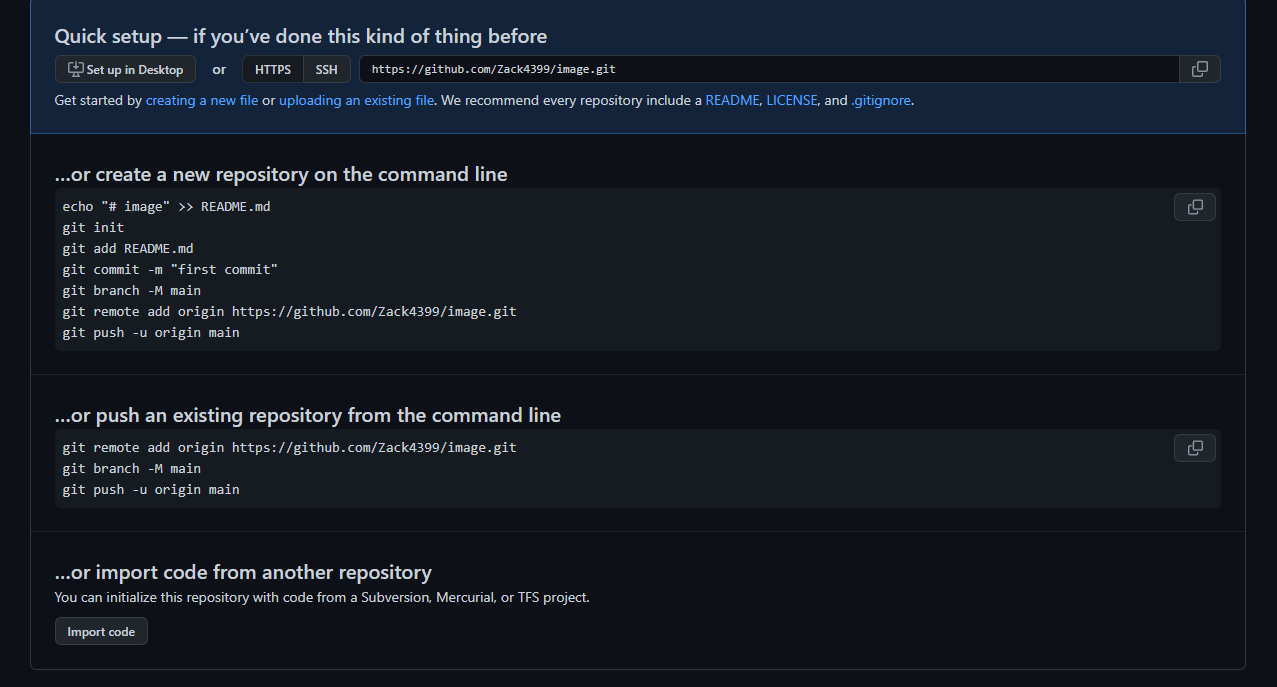 Quick setup — if you’ve done this kind of thing before
Set up in Desktop or HTTPS SSH https://github.com/Zack4399/image.git
Get started by creating a new file or uploading an existing file. We recommend every repository include a README, LICENSE, and .gitignore.
…or create a new repository on the command line
echo "# image" >> README.md
git init
git add README.md
git commit -m "first commit"
git branch -M main
git remote add origin https://github.com/Zack4399/image.git
git push -u origin main
…or push an existing repository from the command line
git remote add origin https://github.com/Zack4399/image.git
git branch -M main
git push -u origin main
…or import code from another repository
You can initialize this repository with code from a Subversion, Mercurial, or TFS project.
Import code